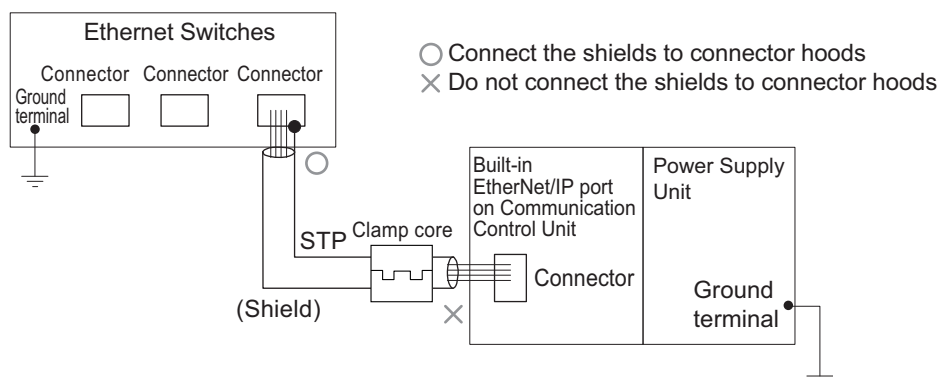 Ethernet Switches
Connector Connector Connector
Ground
terminal
Connect the shields to connector hoods
Do not connect the shields to connector hoods
Built-in
EtherNet/IP port
on Communication
Control Unit
Power Supply
Unit
STP
Clamp core
Connector
(Shield)
Ground
terminal